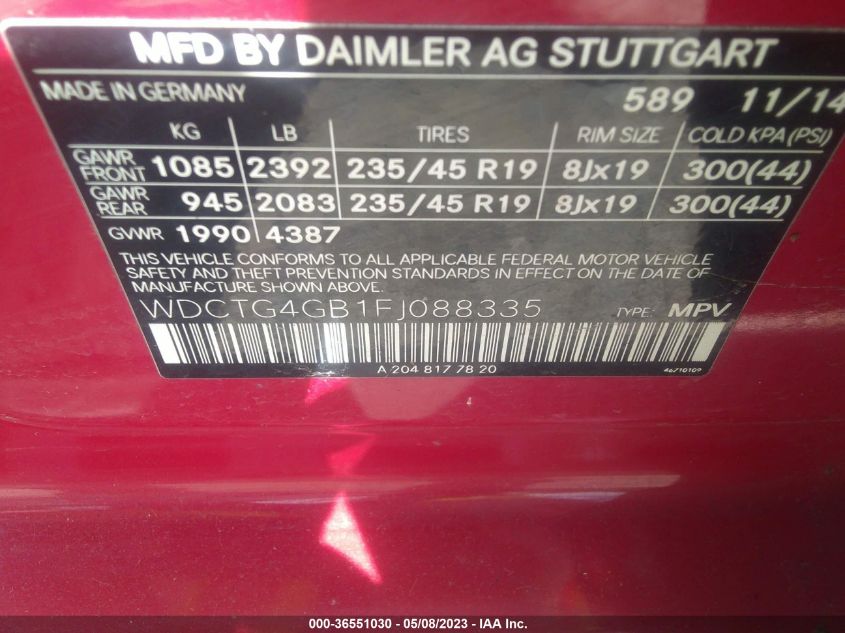 MFD BY DAIMLER AG STUTTGART
MADE IN GERMANY 589 11/14
KG LB TIRES RIM SIZE COLD KPA (PSI)
GAWR FRONT 1085 2392 235/45 R19 8Jx19 300(44)
GAWR REAR 945 2083 235/45 R19 8Jx19 300(44)
GVWR 1990 4387
THIS VEHICLE CONFORMS TO ALL APPLICABLE FEDERAL MOTOR VEHICLE
SAFETY AND THEFT PREVENTION STANDARDS IN EFFECT ON THE DATE OF
MANUFACTURE SHOWN ABOVE.
WDCTG4GB1FJ088335 TYPE: MPV
A 204 817 78 20 46710109
000-36551030 - 05/08/2023 - IAA Inc.